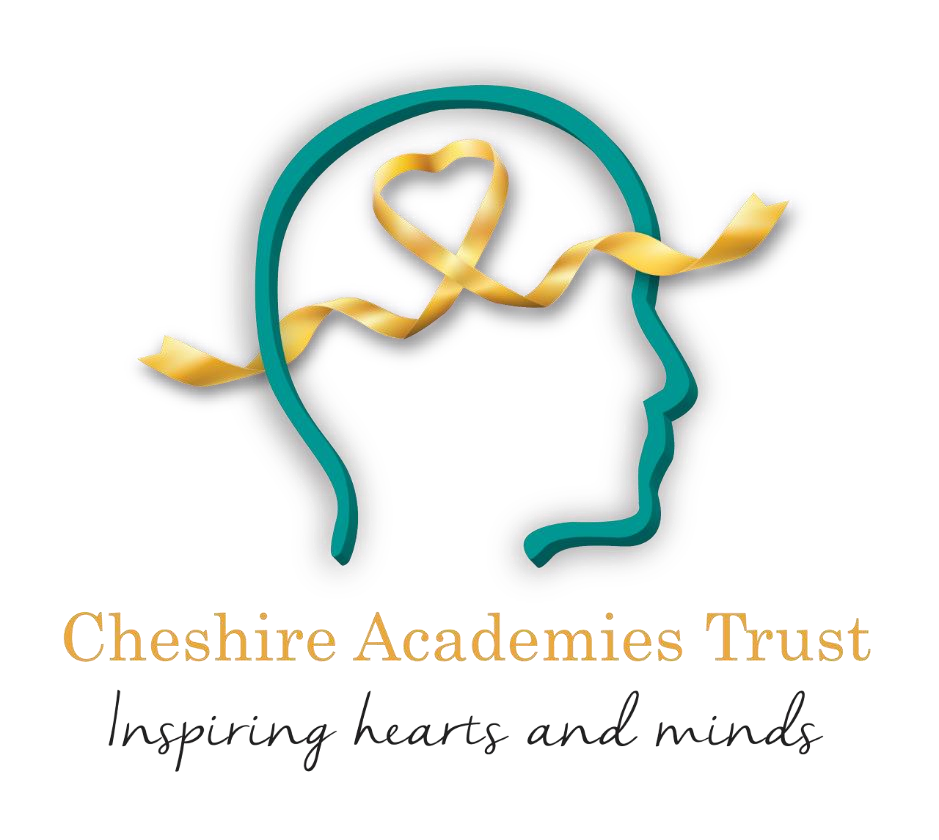 Cheshire Academies Trust
Inspiring hearts and minds